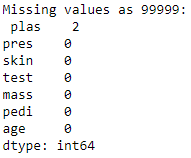 Missing values as 99999:
 plas    2
pres    0
skin    0
test    0
mass    0
pedi    0
age     0
dtype: int64